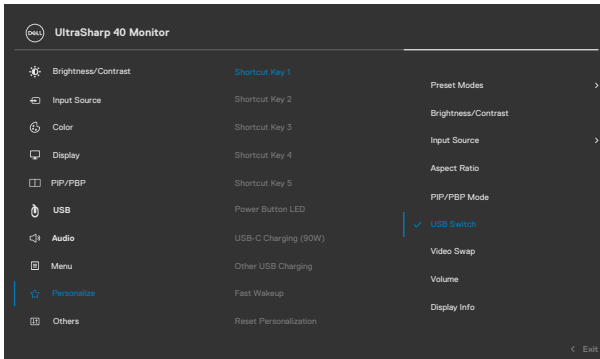 DELL UltraSharp 40 Monitor
Brightness/Contrast
Input Source
Color
Display
PIP/PBP
USB
Audio
Menu
Personalize
Others
Shortcut Key 1
Shortcut Key 2
Shortcut Key 3
Shortcut Key 4
Shortcut Key 5
Power Button LED
USB-C Charging (90W)
Other USB Charging
Fast Wakeup
Reset Personalization
Preset Modes
Brightness/Contrast
Input Source
Aspect Ratio
PIP/PBP Mode
USB Switch
Video Swap
Volume
Display Info
Exit